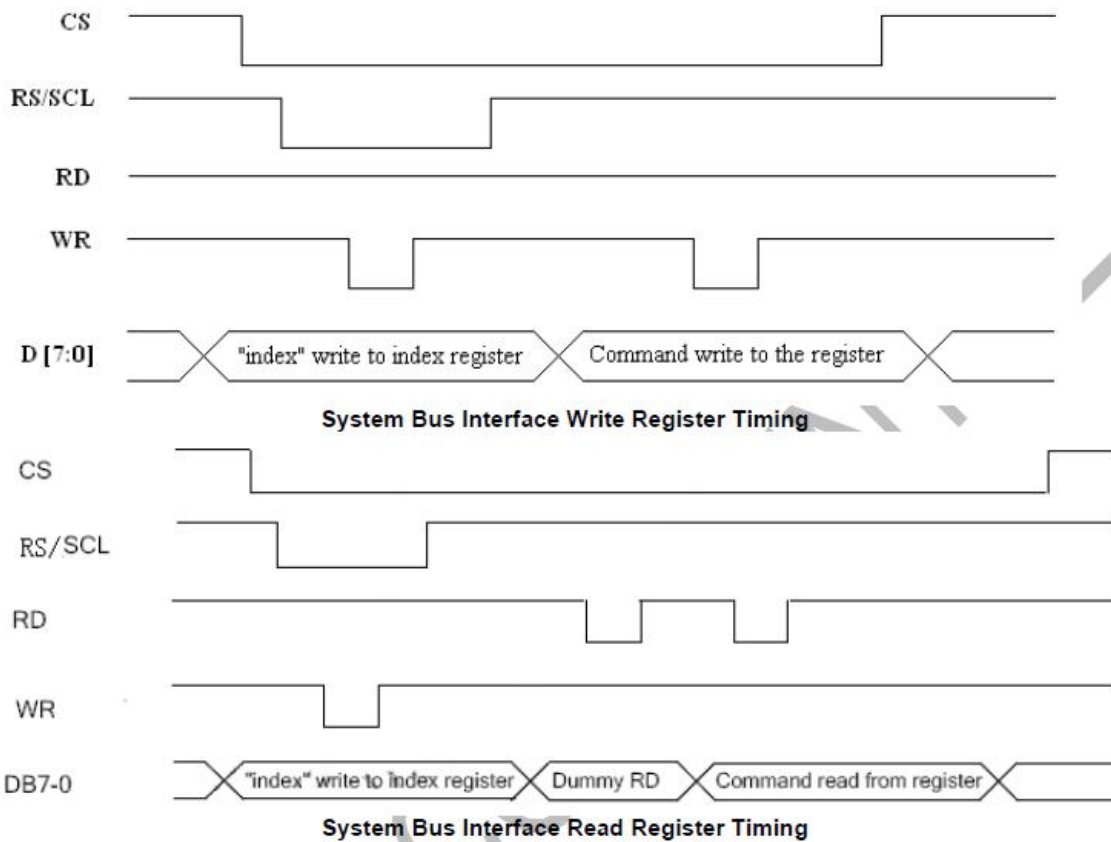 CS
RS/SCL
RD
WR
D [7:0]
"index" write to index register
Command write to the register
System Bus Interface Write Register Timing
CS
RS/SCL
RD
WR
DB7-0
"index" write to index register
Dummy RD
Command read from register
System Bus Interface Read Register Timing